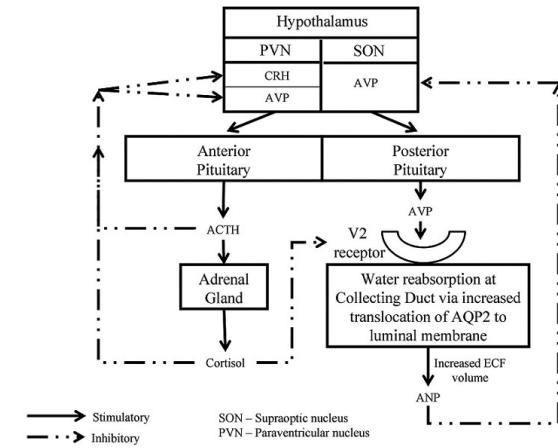 Hypothalamus
PVN SON
CRH
AVP
AVP
Anterior
Pituitary
Posterior
Pituitary
ACTH
AVP
V2
receptor
Adrenal
Gland
Water reabsorption at
Collecting Duct via increased
translocation of AQP2 to
luminal membrane
Cortisol
Increased ECF
volume
ANP
Stimulatory
Inhibitory
SON – Supraoptic nucleus
PVN – Paraventricular nucleus